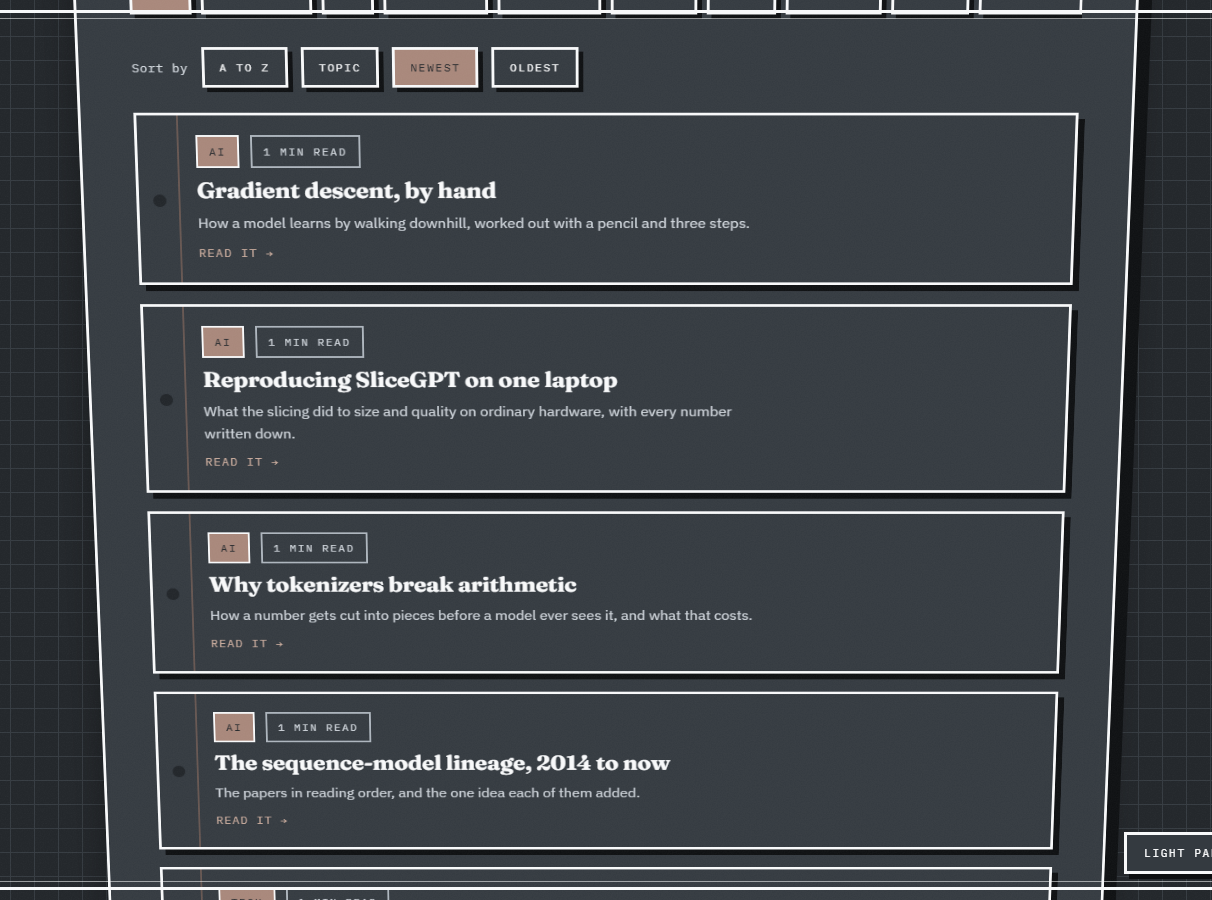 Sort by A TO Z TOPIC NEWEST OLDEST
AI 1 MIN READ
Gradient descent, by hand
How a model learns by walking downhill, worked out with a pencil and three steps.
READ IT →
AI 1 MIN READ
Reproducing SliceGPT on one laptop
What the slicing did to size and quality on ordinary hardware, with every number
written down.
READ IT →
AI 1 MIN READ
Why tokenizers break arithmetic
How a number gets cut into pieces before a model ever sees it, and what that costs.
READ IT →
AI 1 MIN READ
The sequence-model lineage, 2014 to now
The papers in reading order, and the one idea each of them added.
READ IT →
LIGHT